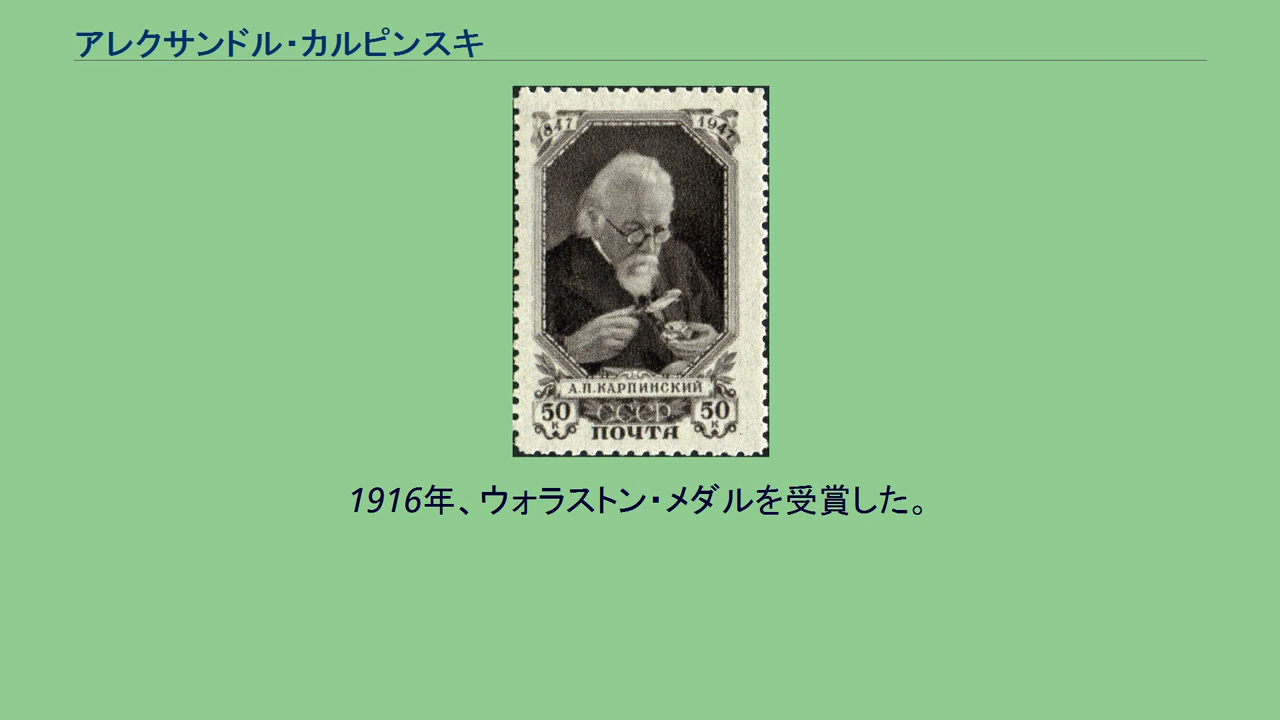 アレクサンドル・カルピンスキ
1847 1947
А.П.КАРПИНСКИЙ
50 К СССР 50 К
ПОЧТА
1916年、ウォラストン・メダルを受賞した。